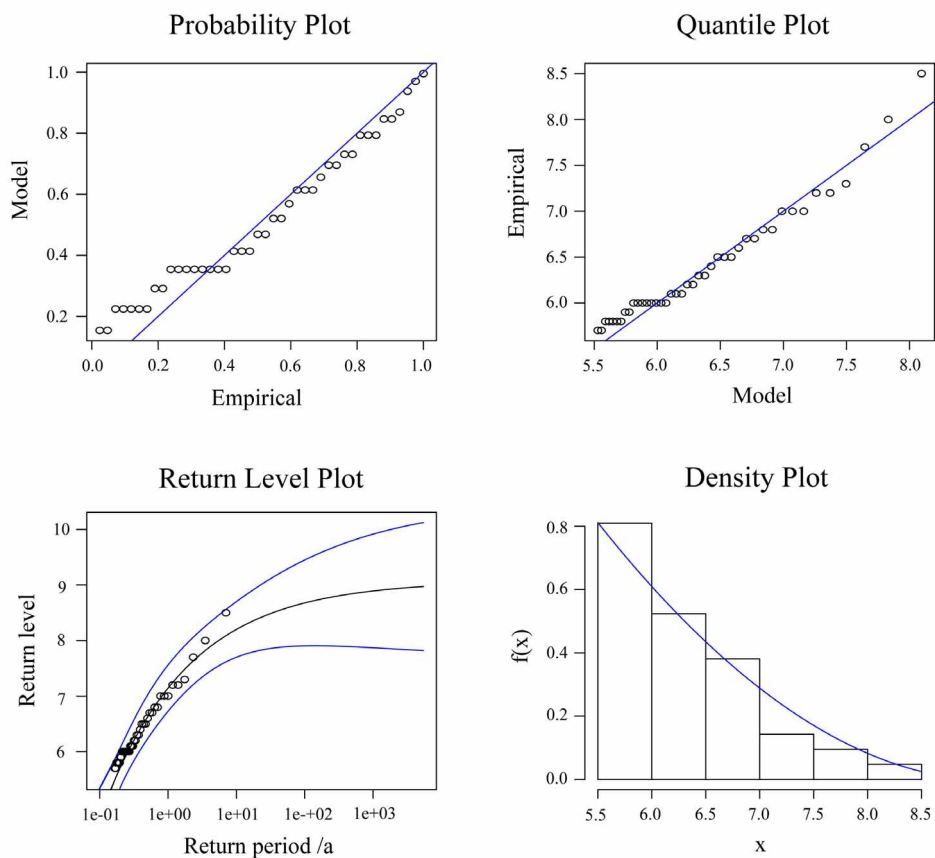 Probability Plot
Model
1.0
0.8
0.6
0.4
0.2
0.0 0.2 0.4 0.6 0.8 1.0
Empirical
Quantile Plot
Empirical
8.5
8.0
7.5
7.0
6.5
6.0
5.5 6.0 6.5 7.0 7.5 8.0
Model
Return Level Plot
Return level
10
9
8
7
6
1e-01 1e+00 1e+01 1e-+02 1e+03
Return period /a
Density Plot
f(x)
0.8
0.6
0.4
0.2
0.0
5.5 6.0 6.5 7.0 7.5 8.0 8.5
x